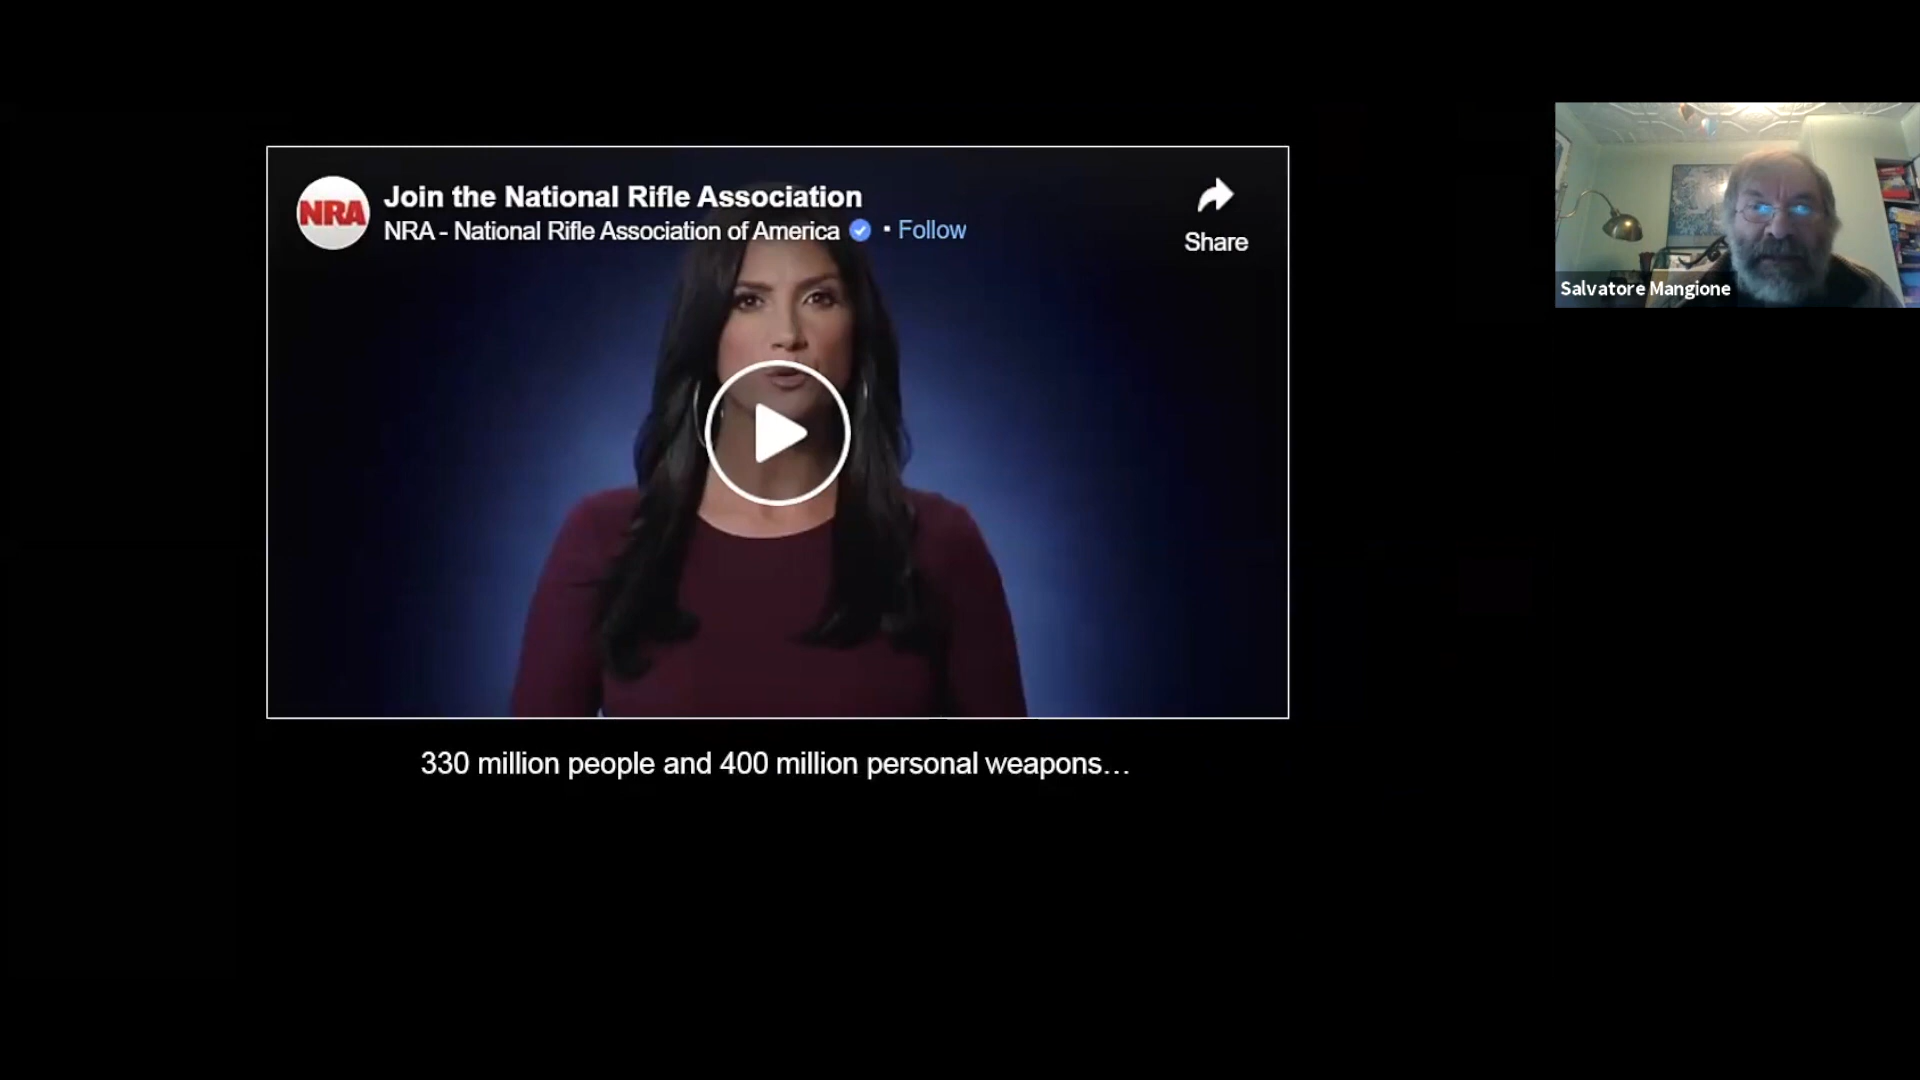 NRA
Join the National Rifle Association
NRA - National Rifle Association of America · Follow
Share
Salvatore Mangione
330 million people and 400 million personal weapons…